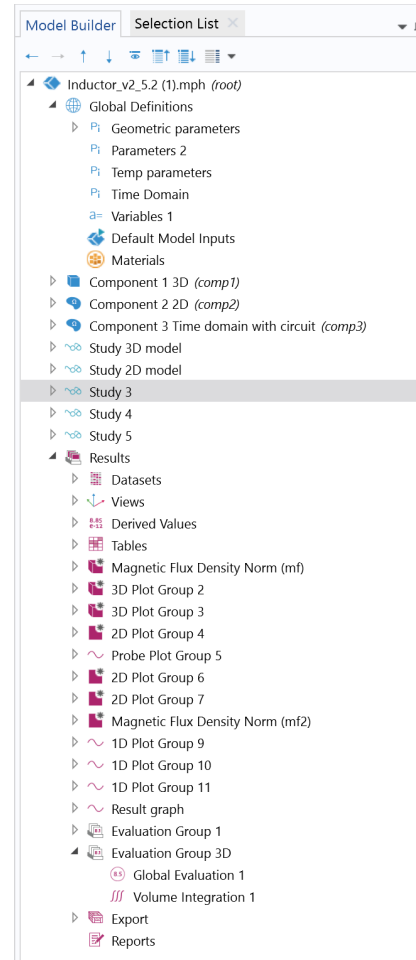 Model Builder Selection List
Inductor_v2_5.2 (1).mph (root)
Global Definitions
Pi Geometric parameters
Pi Parameters 2
Pi Temp parameters
Pi Time Domain
a= Variables 1
Default Model Inputs
Materials
Component 1 3D (comp1)
Component 2 2D (comp2)
Component 3 Time domain with circuit (comp3)
Study 3D model
Study 2D model
Study 3
Study 4
Study 5
Results
Datasets
Views
8.85
e-12 Derived Values
Tables
Magnetic Flux Density Norm (mf)
3D Plot Group 2
3D Plot Group 3
2D Plot Group 4
Probe Plot Group 5
2D Plot Group 6
2D Plot Group 7
Magnetic Flux Density Norm (mf2)
1D Plot Group 9
1D Plot Group 10
1D Plot Group 11
Result graph
Evaluation Group 1
Evaluation Group 3D
8.5 Global Evaluation 1
Volume Integration 1
Export
Reports